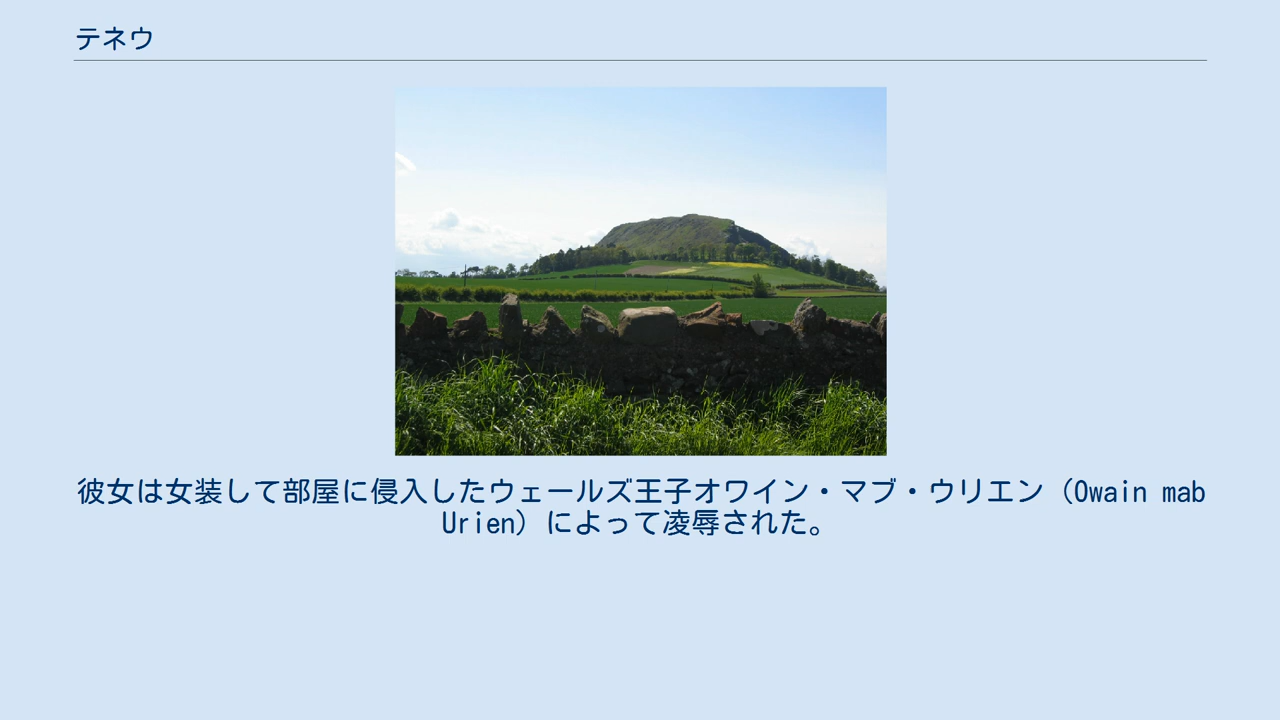 テネウ
彼女は女装して部屋に侵入したウェールズ王子オワイン・マブ・ウリエン（Owain mab
Urien）によって凌辱された。